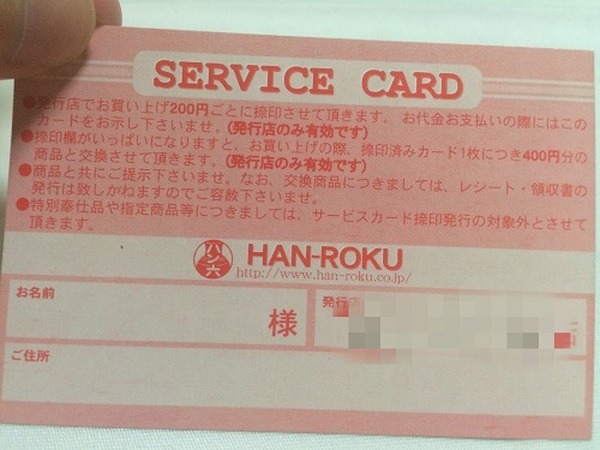 SERVICE CARD
●発行店でお買い上げ200円ごとに捺印させて頂きます。お代金お支払いの際にはこの
カードをお示し下さいませ。(発行店のみ有効です)
●捺印欄がいっぱいになりますと、お買い上げの際、捺印済みカード1枚につき400円分の
商品と交換させて頂きます。(発行店のみ有効です)
●商品と共にご提示下さいませ。なお、交換商品につきましては、レシート・領収書の
発行は致しかねますのでご容赦下さいませ。
●特別奉仕品や指定商品等につきましては、サービスカード捺印発行の対象外とさせて
頂きます。
パン六 HAN-ROKU
http://www.han-roku.co.jp/
お名前 発行店
様
ご住所